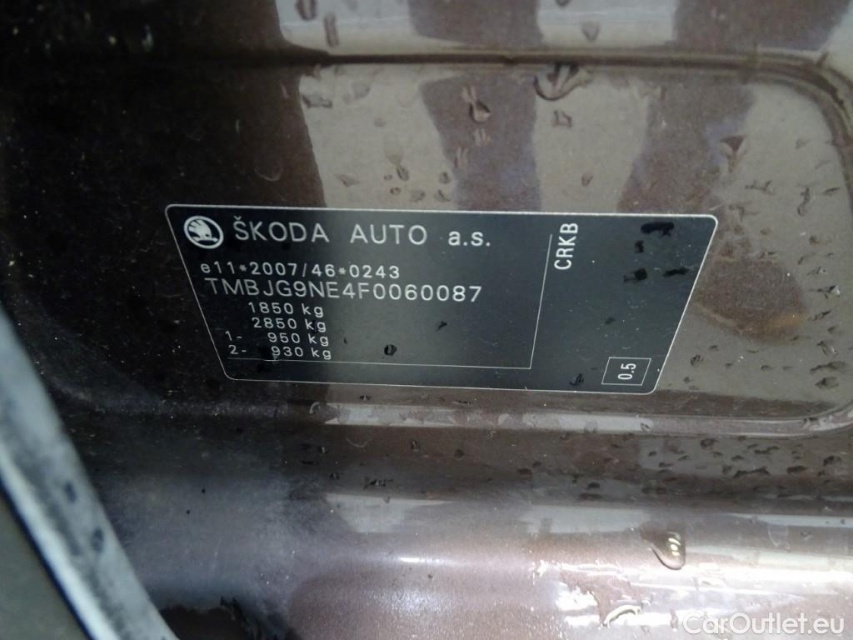 ŠKODA AUTO a.s.
e11*2007/46*0243
TMBJG9NE4F0060087
1850 kg
2850 kg
1- 950 kg
2- 930 kg
CRKB
0.5
CarOutlet.eu